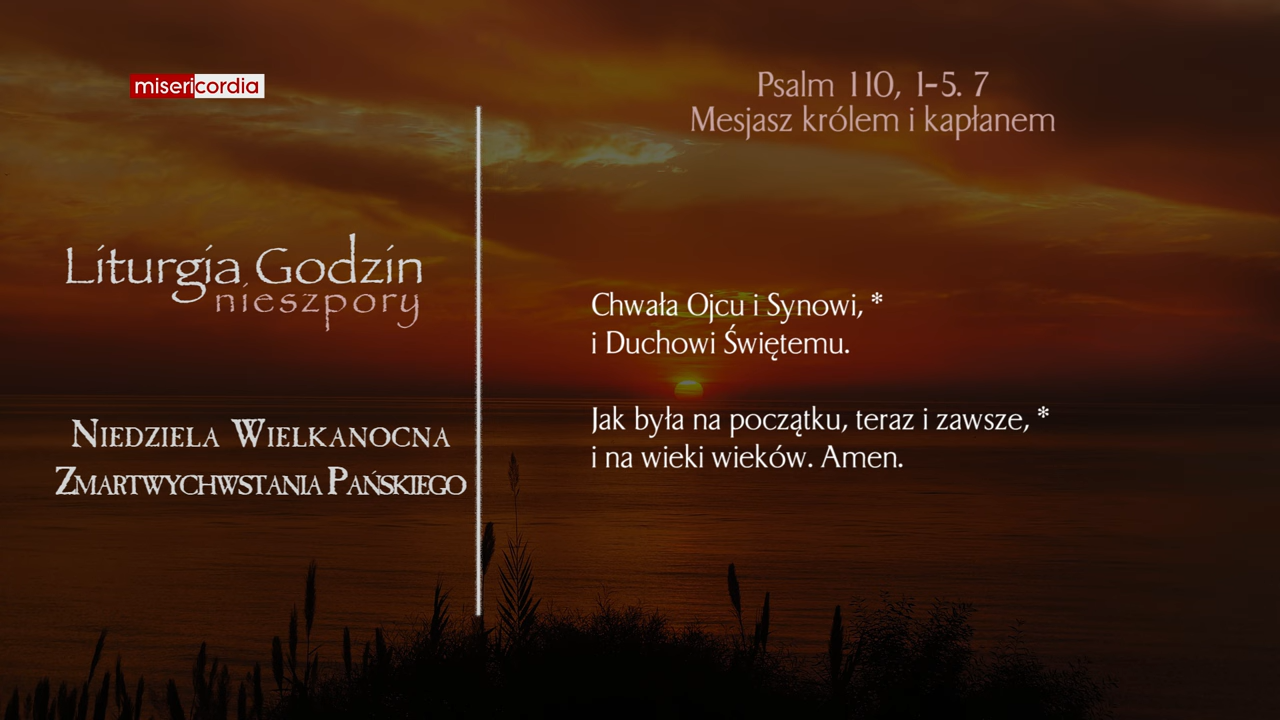 misericordia
Liturgia Godzin
nieszpory
Niedziela Wielkanocna
Zmartwychwstania Pańskiego
Psalm 110, 1-5. 7
Mesjasz królem i kapłanem
Chwała Ojcu i Synowi, *
i Duchowi Świętemu.
Jak była na początku, teraz i zawsze, *
i na wieki wieków. Amen.